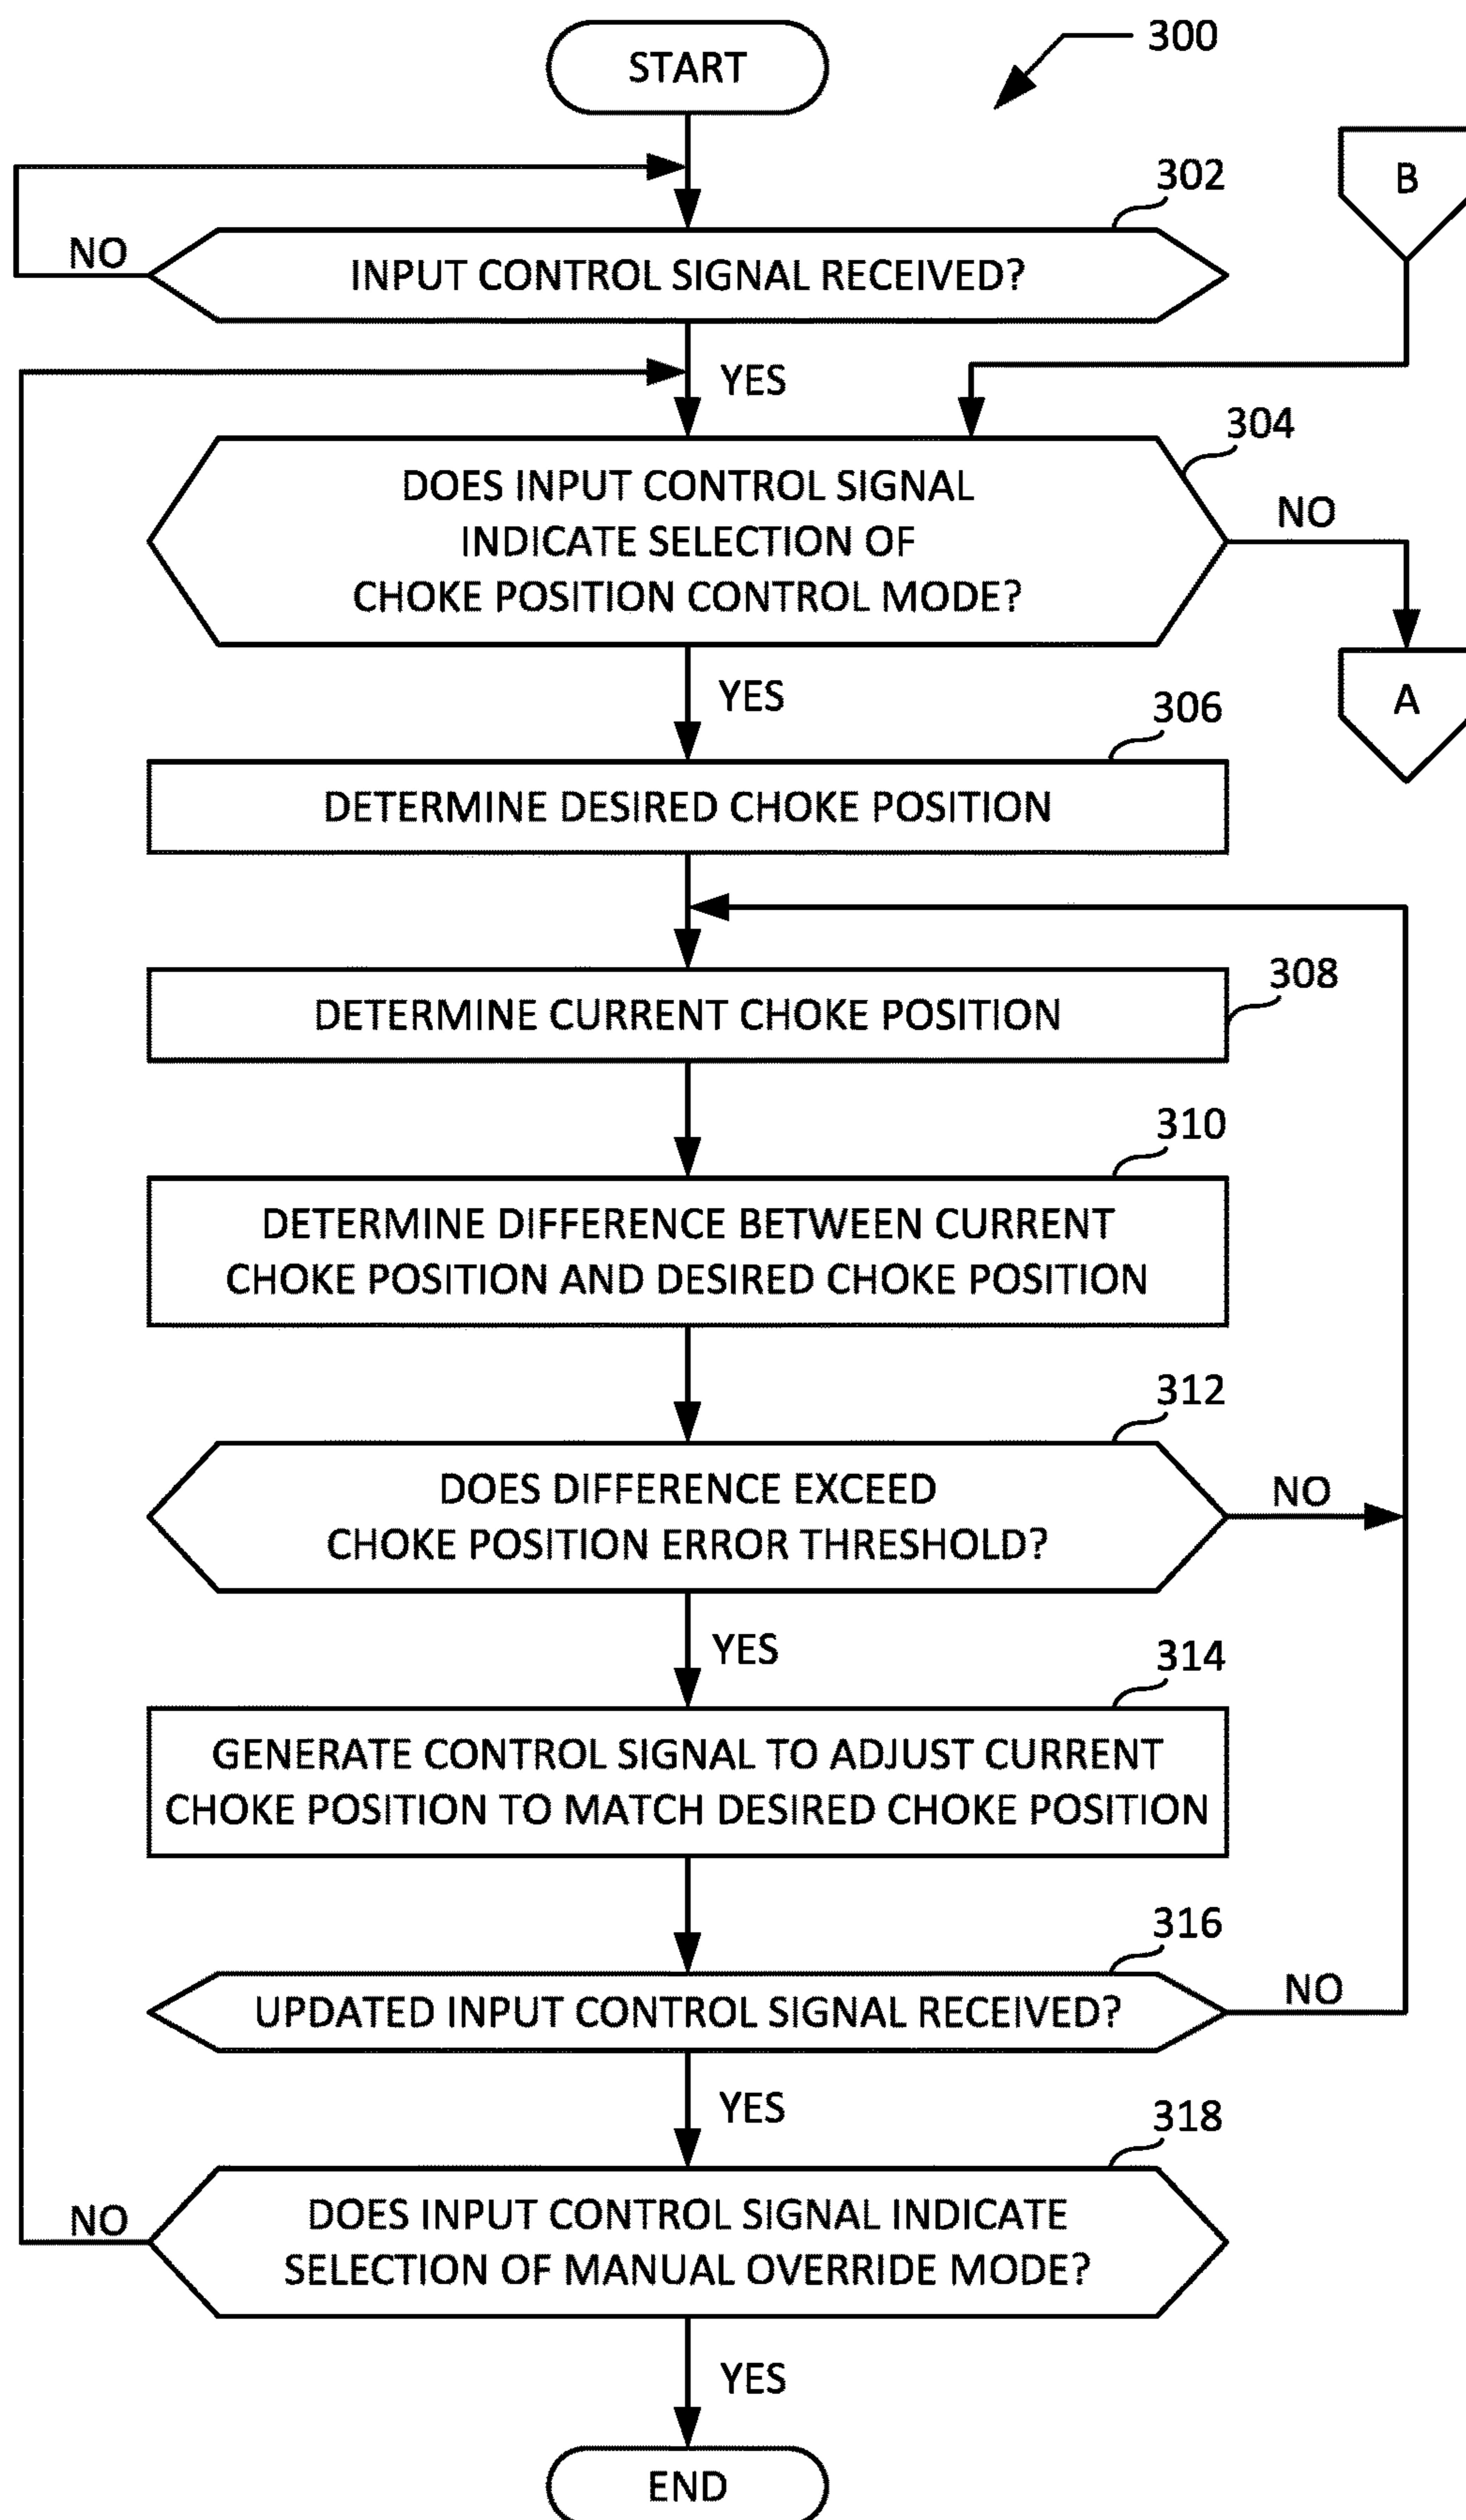 START
300
302
B
NO
INPUT CONTROL SIGNAL RECEIVED?
YES
304
DOES INPUT CONTROL SIGNAL
INDICATE SELECTION OF
CHOKE POSITION CONTROL MODE?
NO
A
YES
306
DETERMINE DESIRED CHOKE POSITION
308
DETERMINE CURRENT CHOKE POSITION
310
DETERMINE DIFFERENCE BETWEEN CURRENT
CHOKE POSITION AND DESIRED CHOKE POSITION
312
DOES DIFFERENCE EXCEED
CHOKE POSITION ERROR THRESHOLD?
NO
YES
314
GENERATE CONTROL SIGNAL TO ADJUST CURRENT
CHOKE POSITION TO MATCH DESIRED CHOKE POSITION
316
UPDATED INPUT CONTROL SIGNAL RECEIVED?
NO
YES
318
NO
DOES INPUT CONTROL SIGNAL INDICATE
SELECTION OF MANUAL OVERRIDE MODE?
YES
END